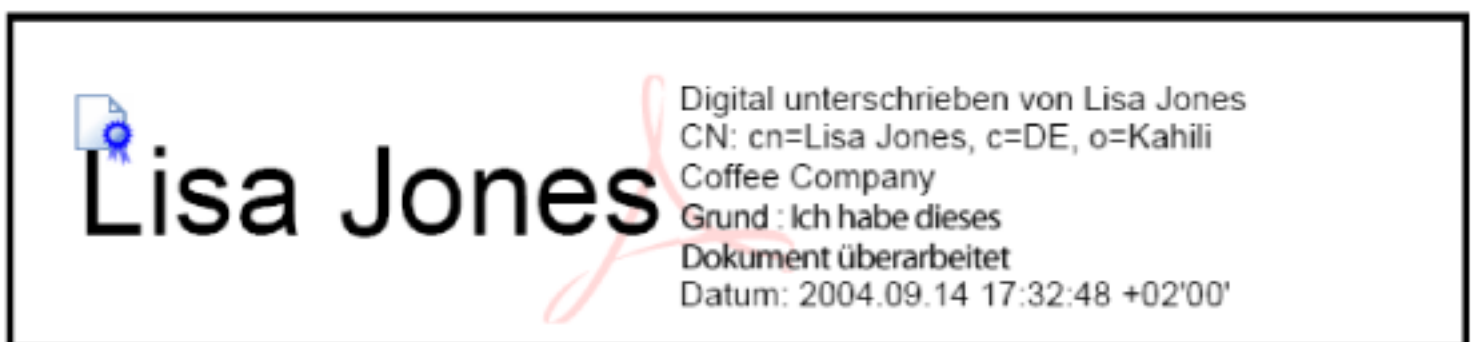 Lisa Jones
Digital unterschrieben von Lisa Jones
CN: cn=Lisa Jones, c=DE, o=Kahili
Coffee Company
Grund : Ich habe dieses
Dokument überarbeitet
Datum: 2004.09.14 17:32:48 +02'00'